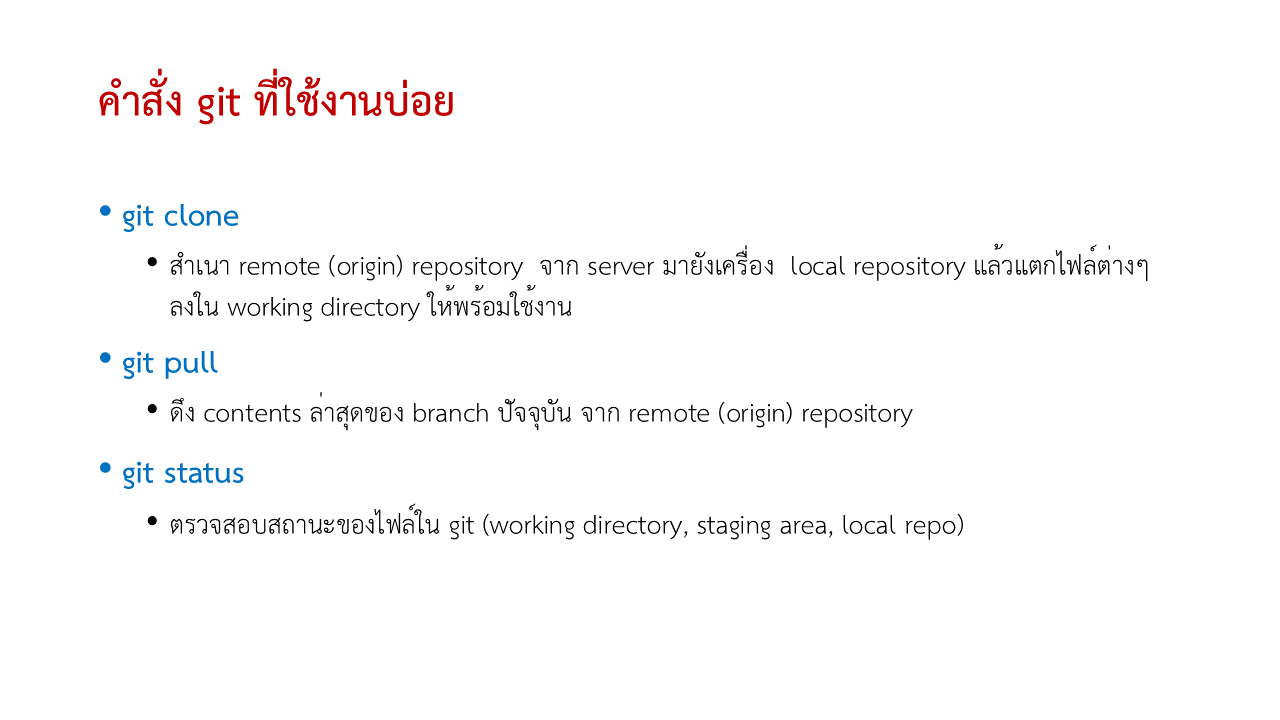 คำสั่ง git ที่ใช้งานบ่อย
• git clone
• สำเนา remote (origin) repository จาก server มายังเครื่อง local repository แล้วแตกไฟล์ต่างๆ
ลงใน working directory ให้พร้อมใช้งาน
• git pull
• ดึง contents ล่าสุดของ branch ปัจจุบัน จาก remote (origin) repository
• git status
• ตรวจสอบสถานะของไฟล์ใน git (working directory, staging area, local repo)